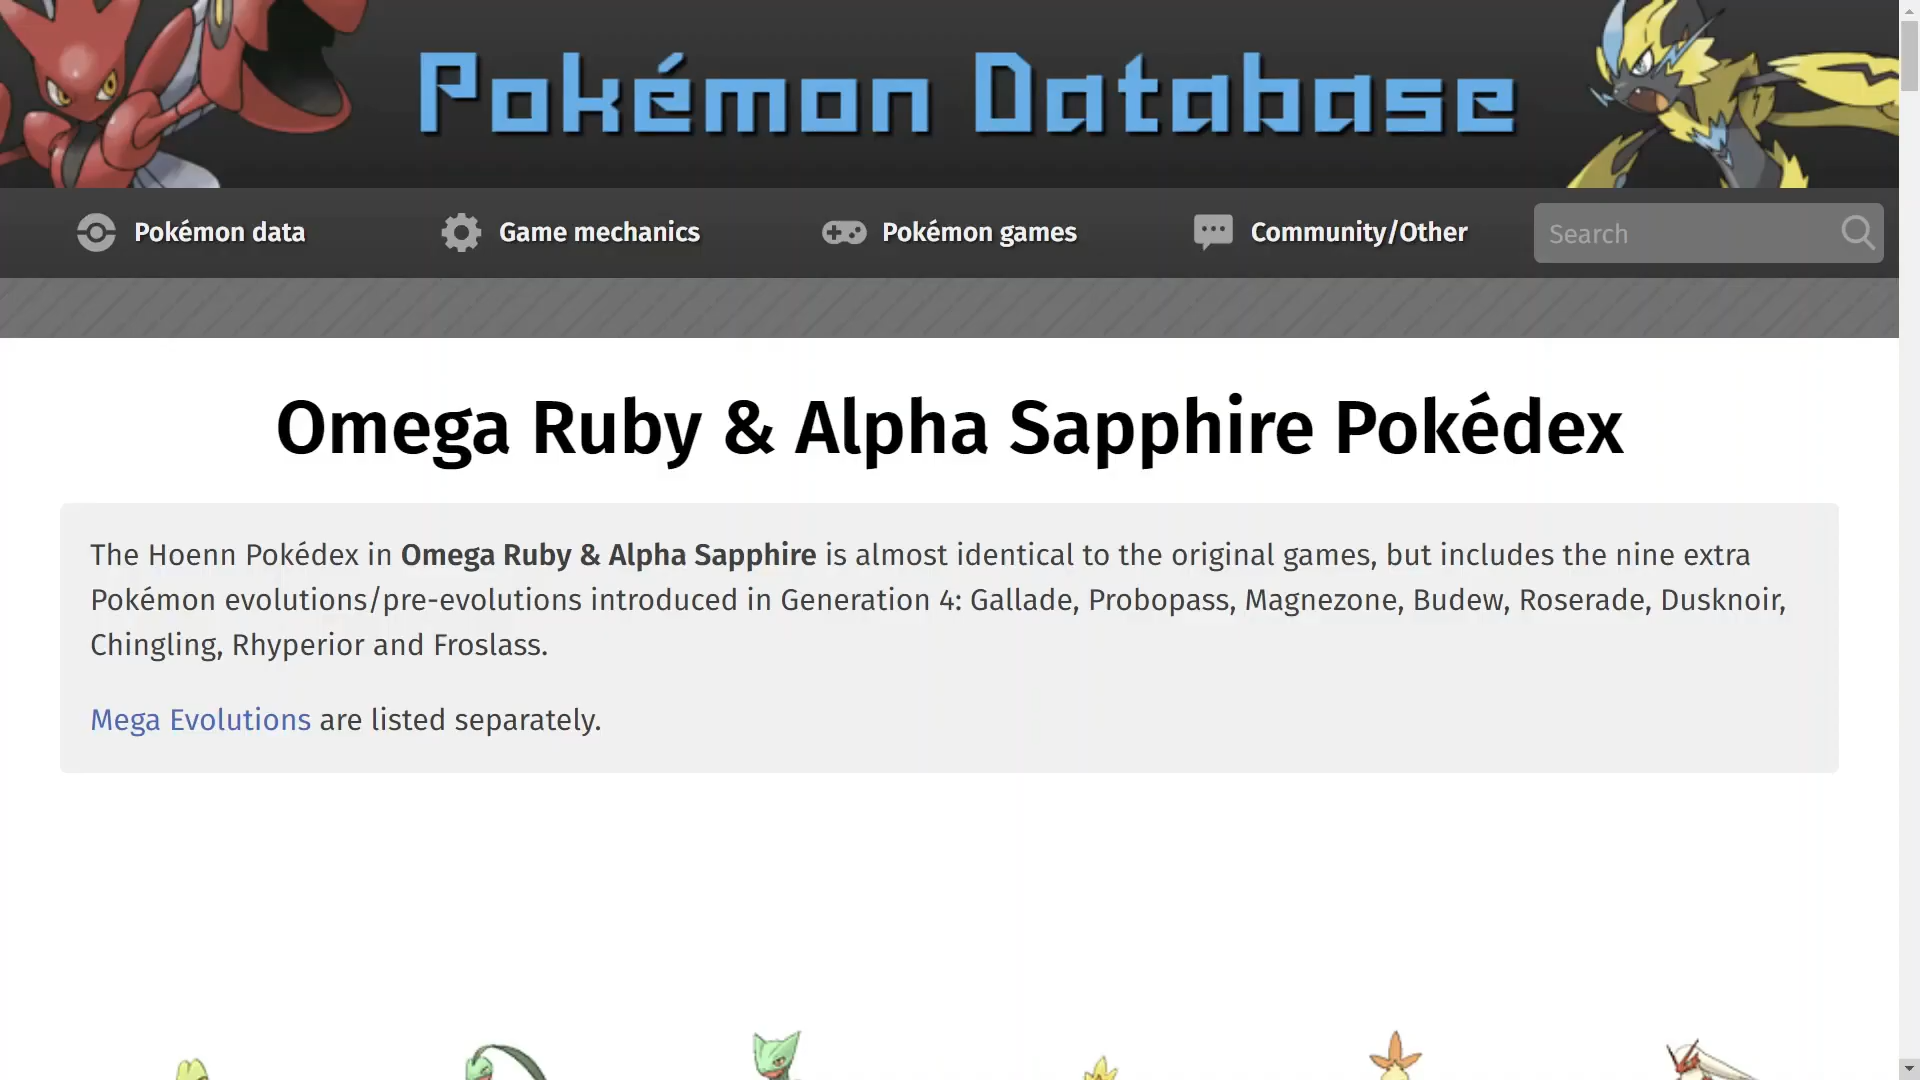 Pokémon Database
Pokémon data
Game mechanics
Pokémon games
Community/Other
Search
Omega Ruby & Alpha Sapphire Pokédex
The Hoenn Pokédex in Omega Ruby & Alpha Sapphire is almost identical to the original games, but includes the nine extra
Pokémon evolutions/pre-evolutions introduced in Generation 4: Gallade, Probopass, Magnezone, Budew, Roserade, Dusknoir,
Chingling, Rhyperior and Froslass.
Mega Evolutions are listed separately.